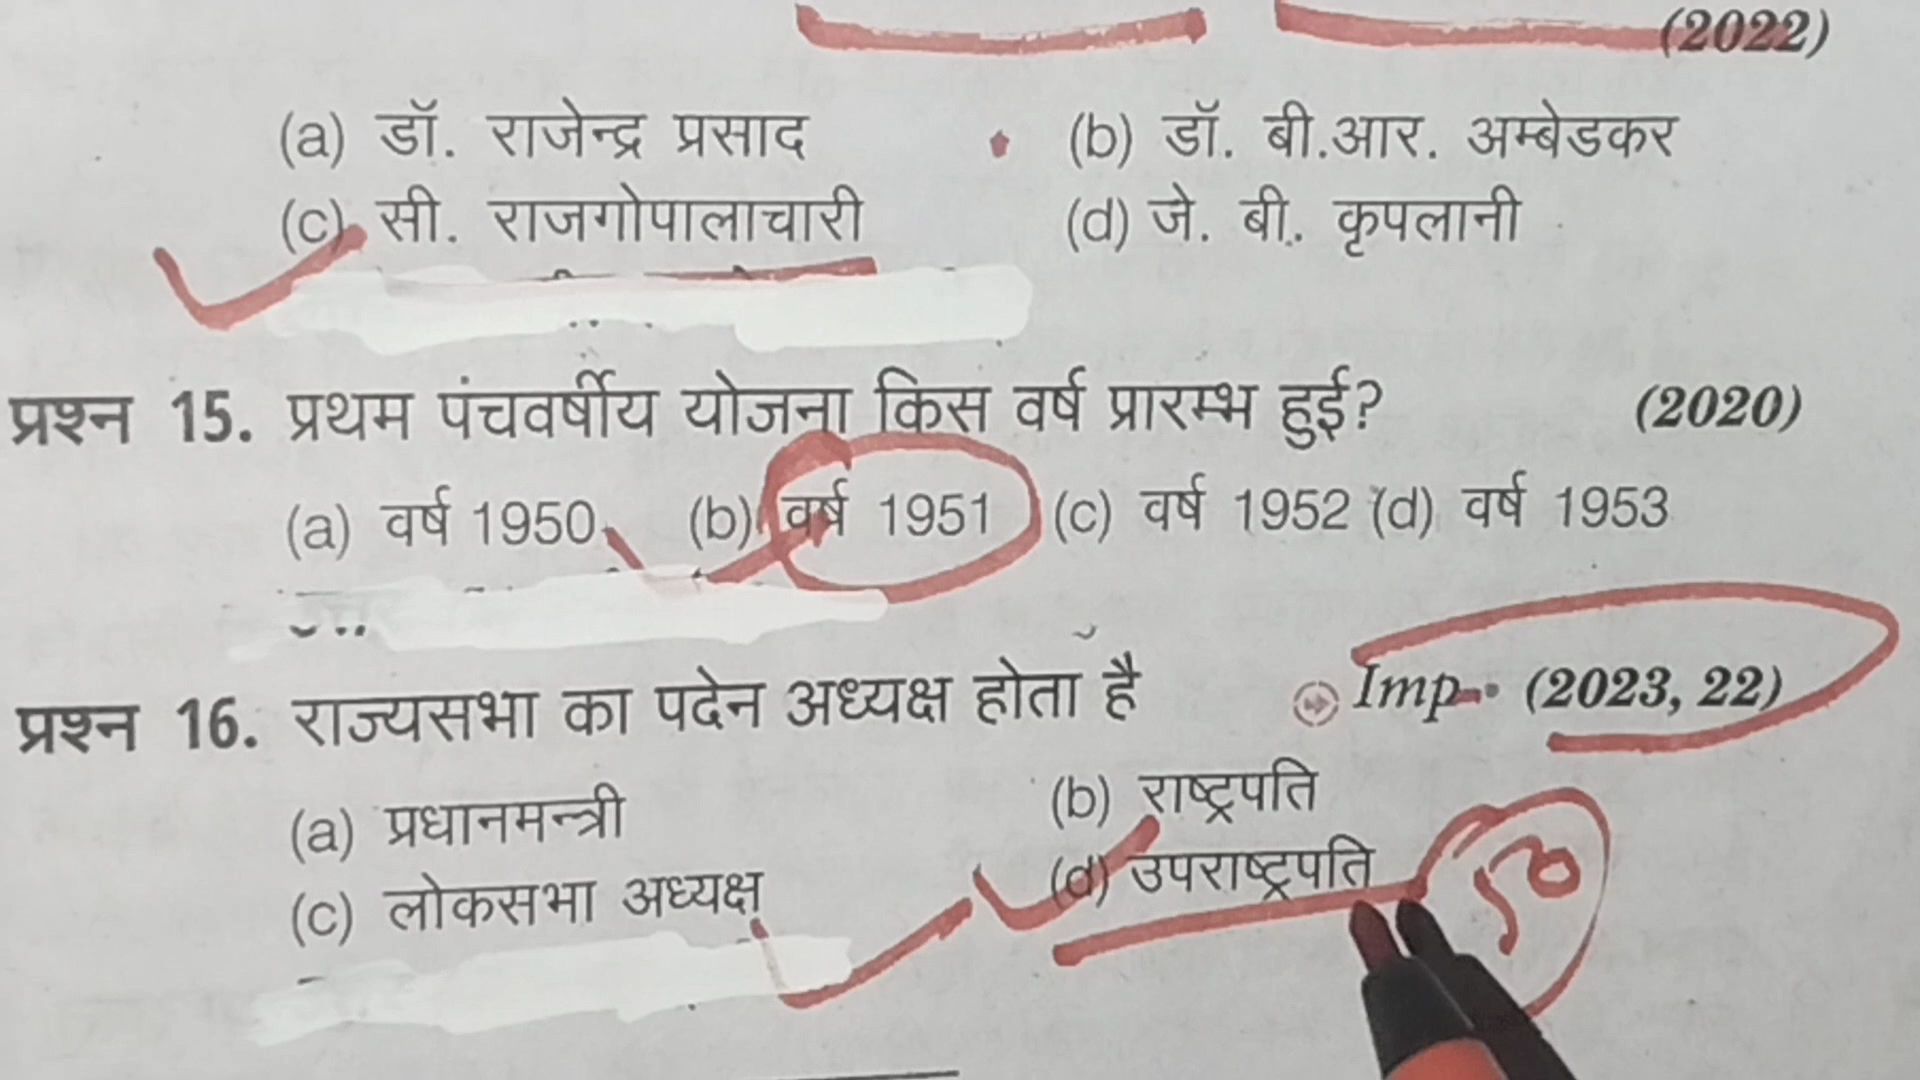 (2022)
(a) डॉ. राजेन्द्र प्रसाद (b) डॉ. बी.आर. अम्बेडकर
(c) सी. राजगोपालाचारी (d) जे. बी. कृपलानी
प्रश्न 15. प्रथम पंचवर्षीय योजना किस वर्ष प्रारम्भ हुई? (2020)
(a) वर्ष 1950 (b) वर्ष 1951 (c) वर्ष 1952 (d) वर्ष 1953
प्रश्न 16. राज्यसभा का पदेन अध्यक्ष होता है Imp. (2023, 22)
(a) प्रधानमन्त्री (b) राष्ट्रपति
(c) लोकसभा अध्यक्ष (d) उपराष्ट्रपति